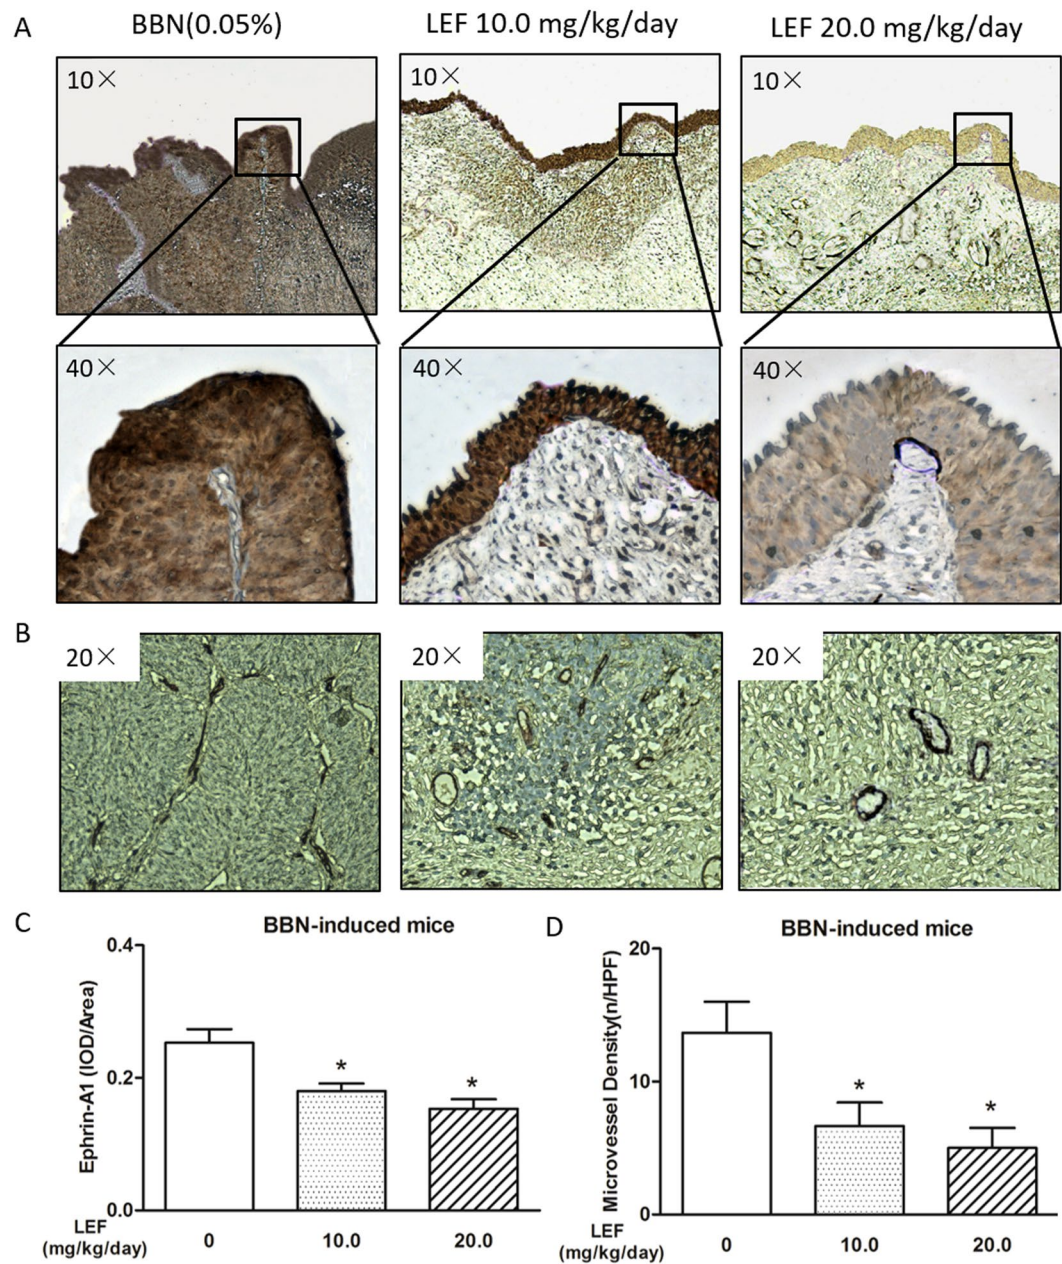 A
BBN(0.05%)
LEF 10.0 mg/kg/day
LEF 20.0 mg/kg/day
10×
10×
10×
40×
40×
40×
B
20×
20×
20×
C
BBN-induced mice
Ephrin-A1 (IOD/Area)
0.4
0.2
0.0
*
*
LEF
(mg/kg/day)
0
10.0
20.0
D
BBN-induced mice
Microvessel Density(n/HPF)
20
10
0
*
*
LEF
(mg/kg/day)
0
10.0
20.0